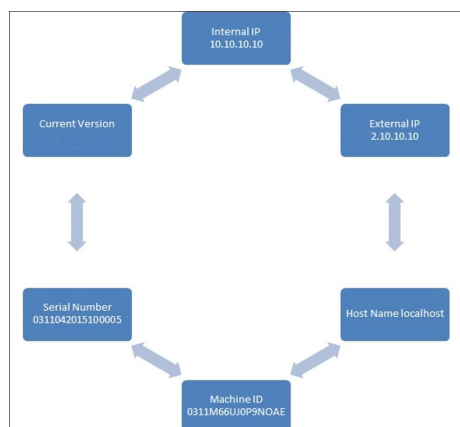 Internal IP
10.10.10.10
Current Version
External IP
2.10.10.10
Serial Number
0311042015100005
Host Name localhost
Machine ID
0311M66UJ0P9NOAE